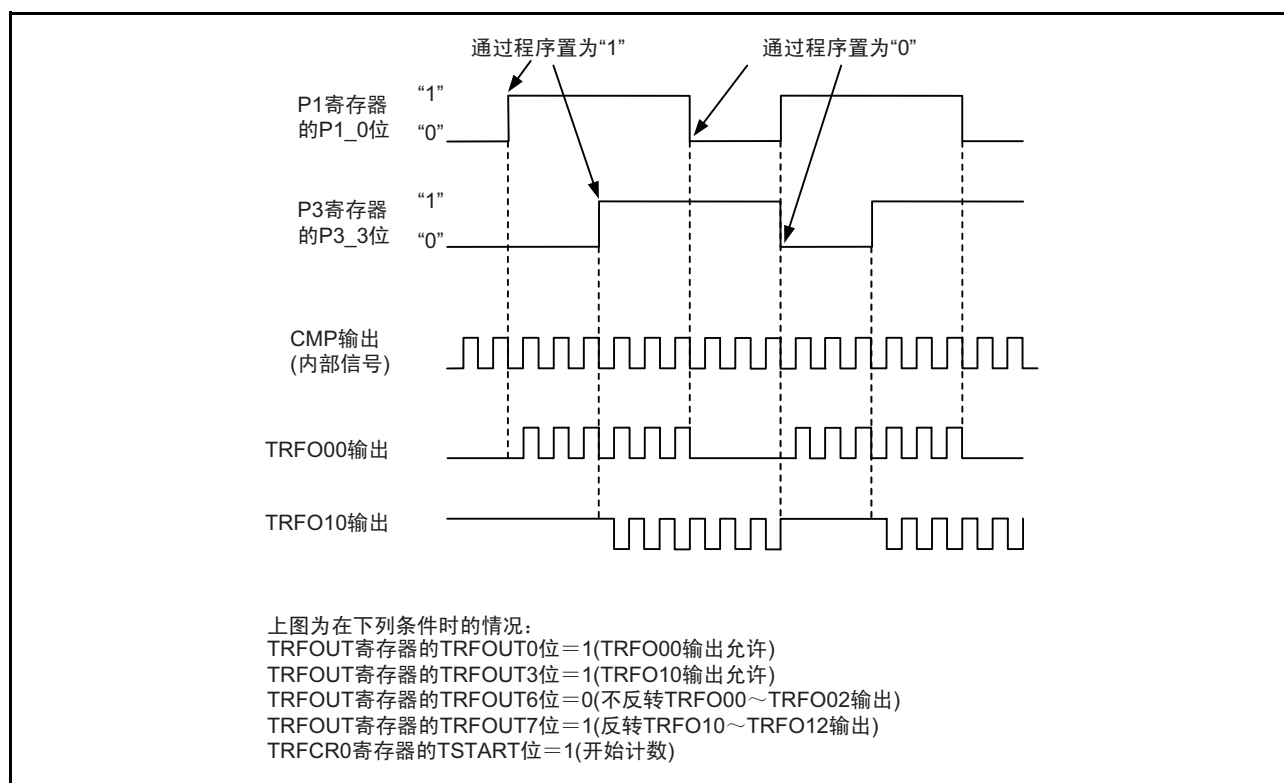 通过程序置为“1”
通过程序置为“0”
P1寄存器
的P1_0位
“1”
“0”
P3寄存器
的P3_3位
“1”
“0”
CMP输出
(内部信号)
TRFO00输出
TRFO10输出
上图为在下列条件时的情况：
TRFOUT寄存器的TRFOUT0位＝1(TRFO00输出允许)
TRFOUT寄存器的TRFOUT3位＝1(TRFO10输出允许)
TRFOUT寄存器的TRFOUT6位＝0(不反转TRFO00～TRFO02输出)
TRFOUT寄存器的TRFOUT7位＝1(反转TRFO10～TRFO12输出)
TRFCR0寄存器的TSTART位＝1(开始计数)